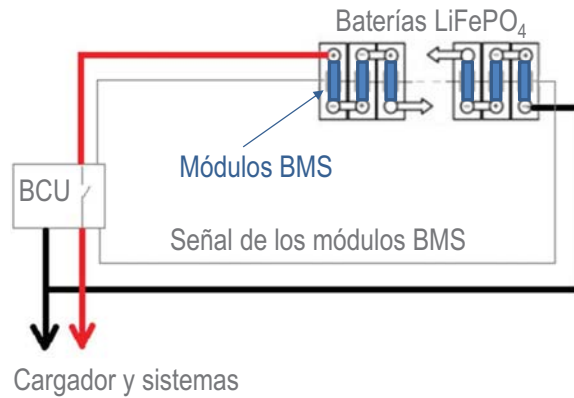 Baterías LiFePO₄
Módulos BMS
BCU
Señal de los módulos BMS
Cargador y sistemas